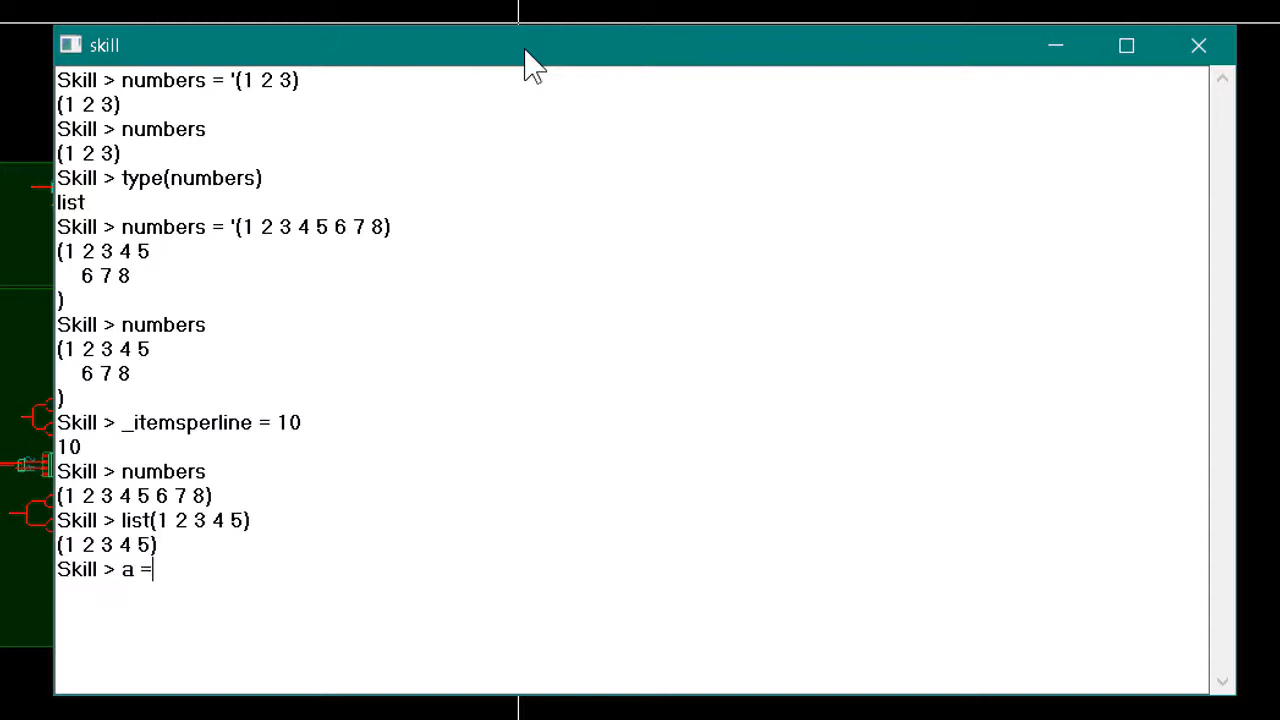 skill
Skill > numbers = '(1 2 3)
(1 2 3)
Skill > numbers
(1 2 3)
Skill > type(numbers)
list
Skill > numbers = '(1 2 3 4 5 6 7 8)
(1 2 3 4 5
    6 7 8
)
Skill > numbers
(1 2 3 4 5
    6 7 8
)
Skill > _itemsperline = 10
10
Skill > numbers
(1 2 3 4 5 6 7 8)
Skill > list(1 2 3 4 5)
(1 2 3 4 5)
Skill > a =